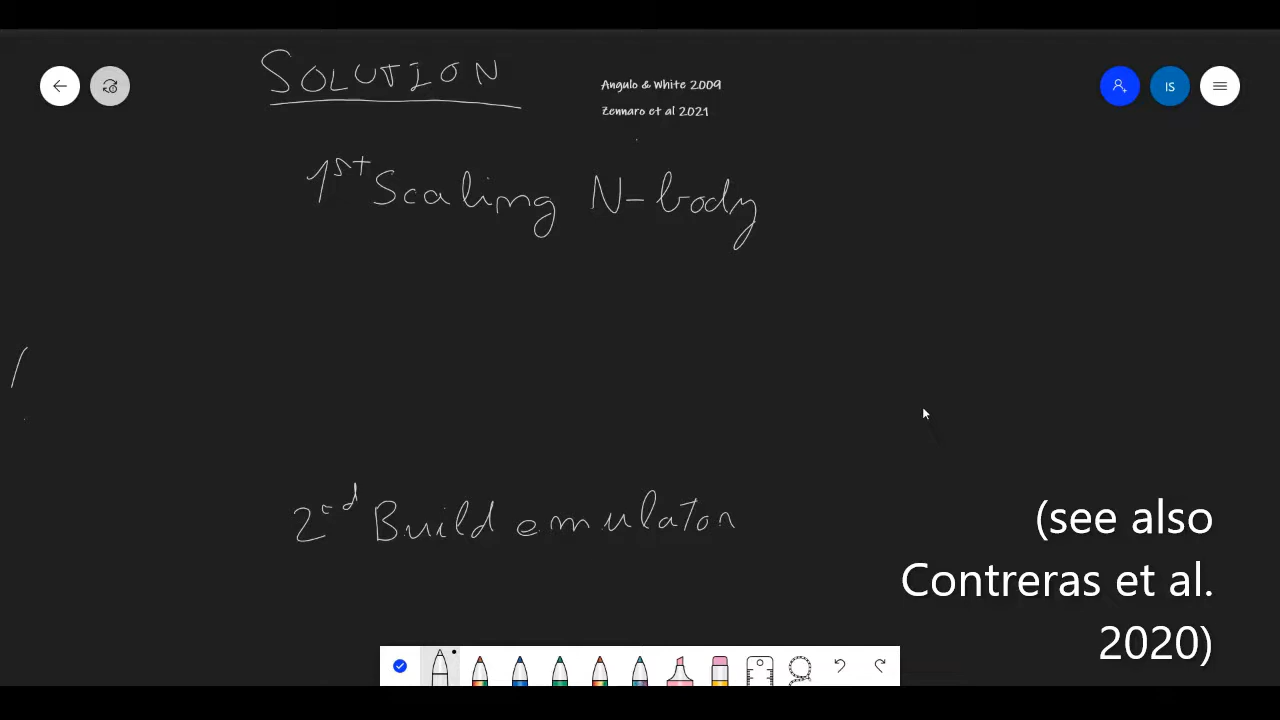 SOLUTION
Angulo & White 2009
Zennaro et al 2021
IS
1st Scaling N-body
2nd Build emulator
(see also
Contreras et al.
2020)